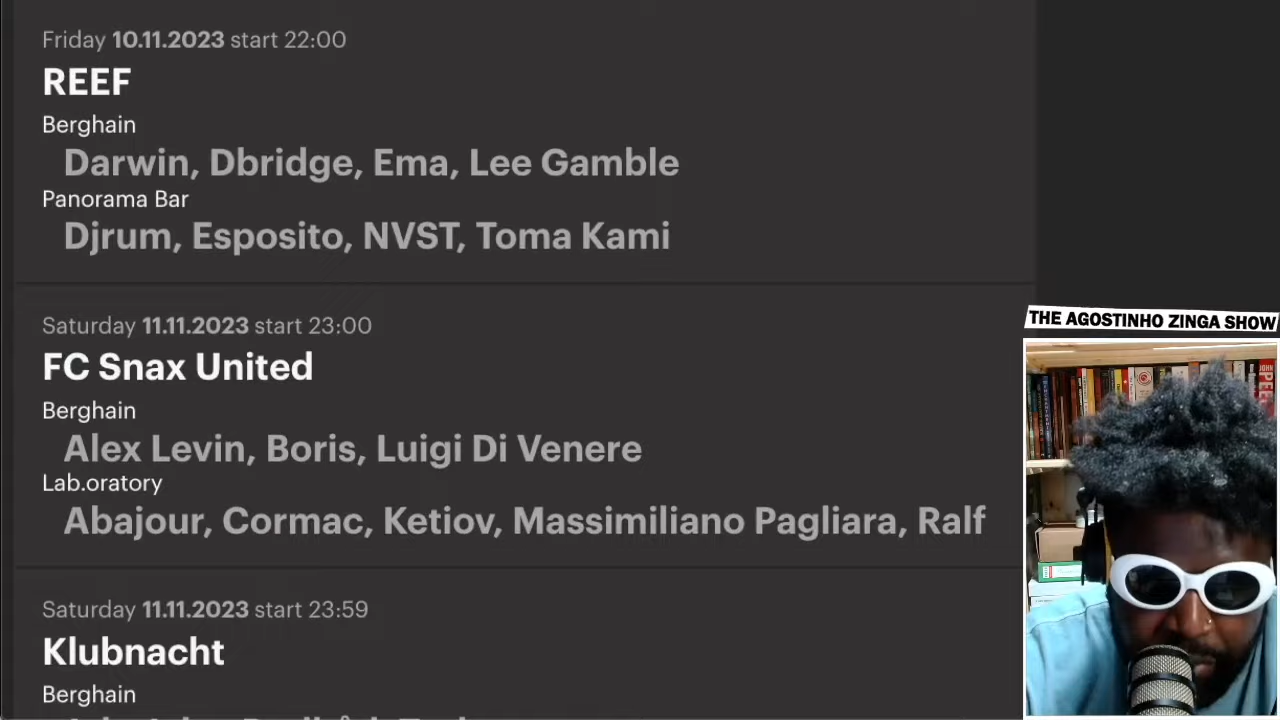 Friday 10.11.2023 start 22:00
REEF
Berghain
Darwin, Dbridge, Ema, Lee Gamble
Panorama Bar
Djrum, Esposito, NVST, Toma Kami
Saturday 11.11.2023 start 23:00
FC Snax United
Berghain
Alex Levin, Boris, Luigi Di Venere
Lab.oratory
Abajour, Cormac, Ketiov, Massimiliano Pagliara, Ralf
Saturday 11.11.2023 start 23:59
Klubnacht
Berghain
THE AGOSTINHO ZINGA SHOW
JOHN
PEEL